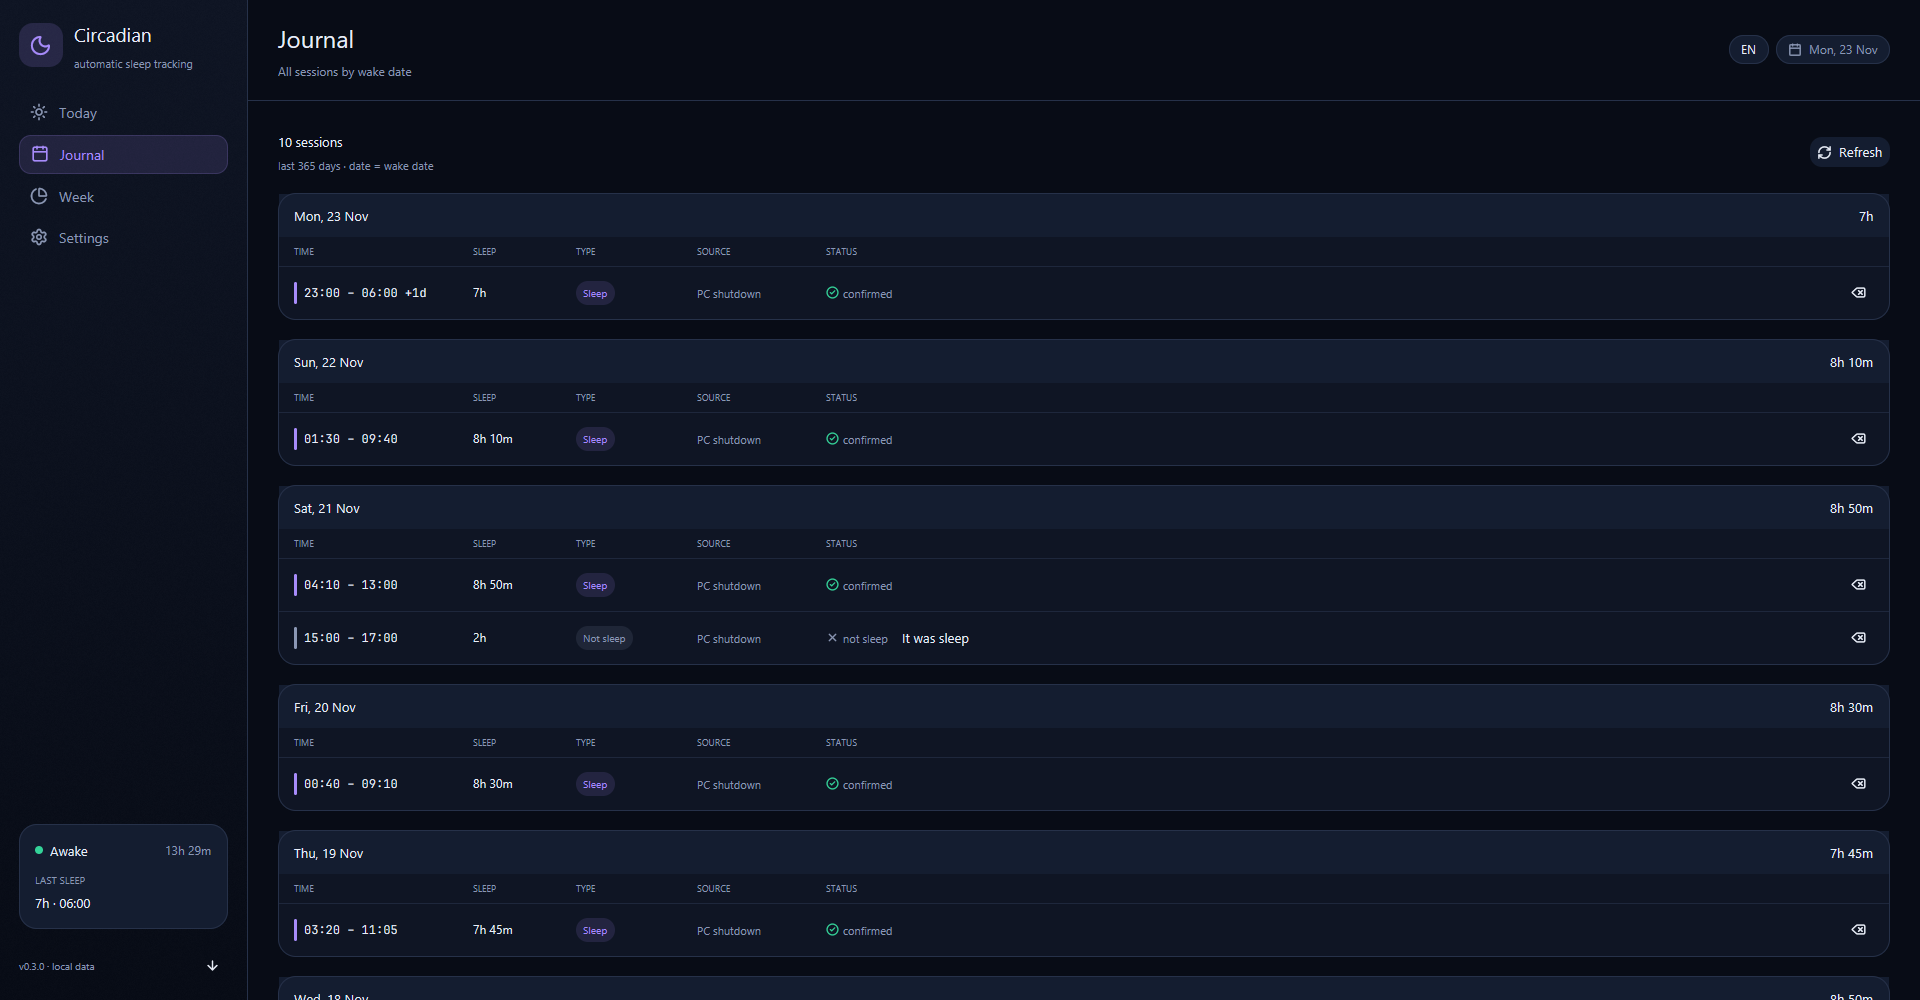 Circadian
automatic sleep tracking
Today
Journal
Week
Settings
Awake 13h 29m
LAST SLEEP
7h · 06:00
v0.3.0 · local data
Journal
All sessions by wake date
EN Mon, 23 Nov
10 sessions
last 365 days · date = wake date
Refresh
Mon, 23 Nov 7h
TIME SLEEP TYPE SOURCE STATUS
23:00 – 06:00 +1d 7h Sleep PC shutdown confirmed
Sun, 22 Nov 8h 10m
TIME SLEEP TYPE SOURCE STATUS
01:30 – 09:40 8h 10m Sleep PC shutdown confirmed
Sat, 21 Nov 8h 50m
TIME SLEEP TYPE SOURCE STATUS
04:10 – 13:00 8h 50m Sleep PC shutdown confirmed
15:00 – 17:00 2h Not sleep PC shutdown not sleep It was sleep
Fri, 20 Nov 8h 30m
TIME SLEEP TYPE SOURCE STATUS
00:40 – 09:10 8h 30m Sleep PC shutdown confirmed
Thu, 19 Nov 7h 45m
TIME SLEEP TYPE SOURCE STATUS
03:20 – 11:05 7h 45m Sleep PC shutdown confirmed
Wed, 18 Nov 8h 50m